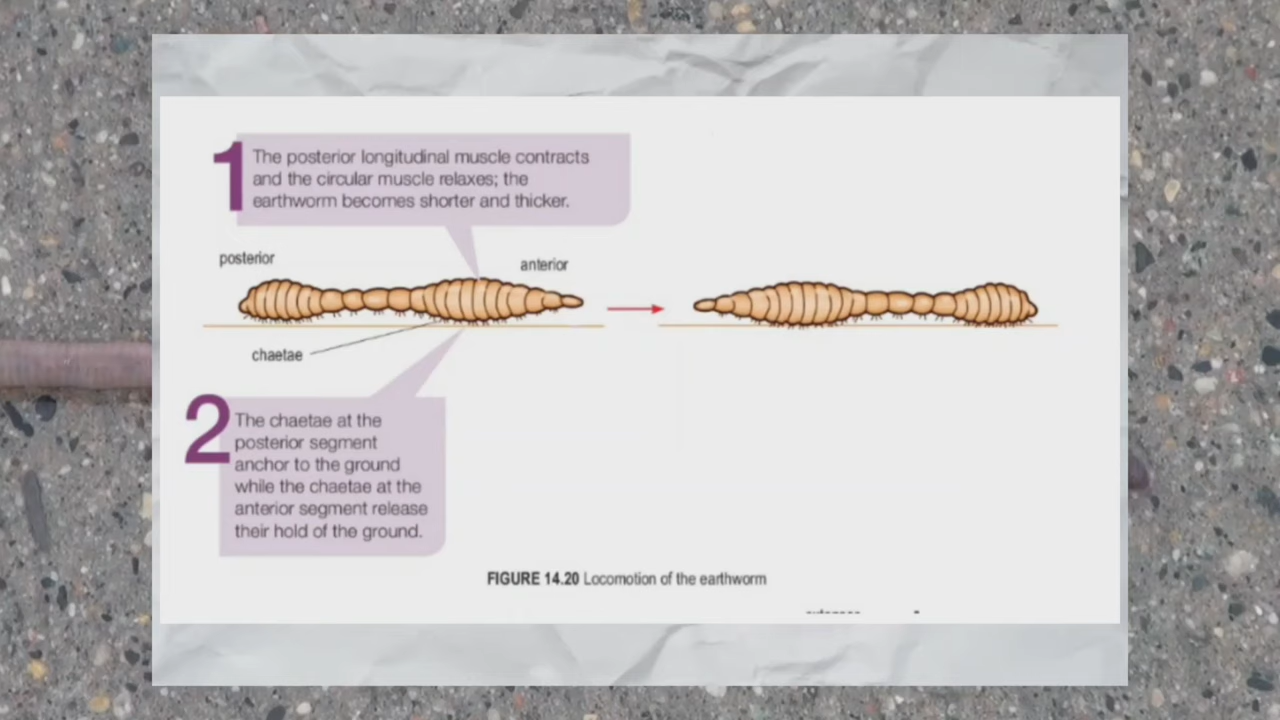 1
The posterior longitudinal muscle contracts
and the circular muscle relaxes; the
earthworm becomes shorter and thicker.
posterior
anterior
chaetae
2
The chaetae at the
posterior segment
anchor to the ground
while the chaetae at the
anterior segment release
their hold of the ground.
FIGURE 14.20 Locomotion of the earthworm